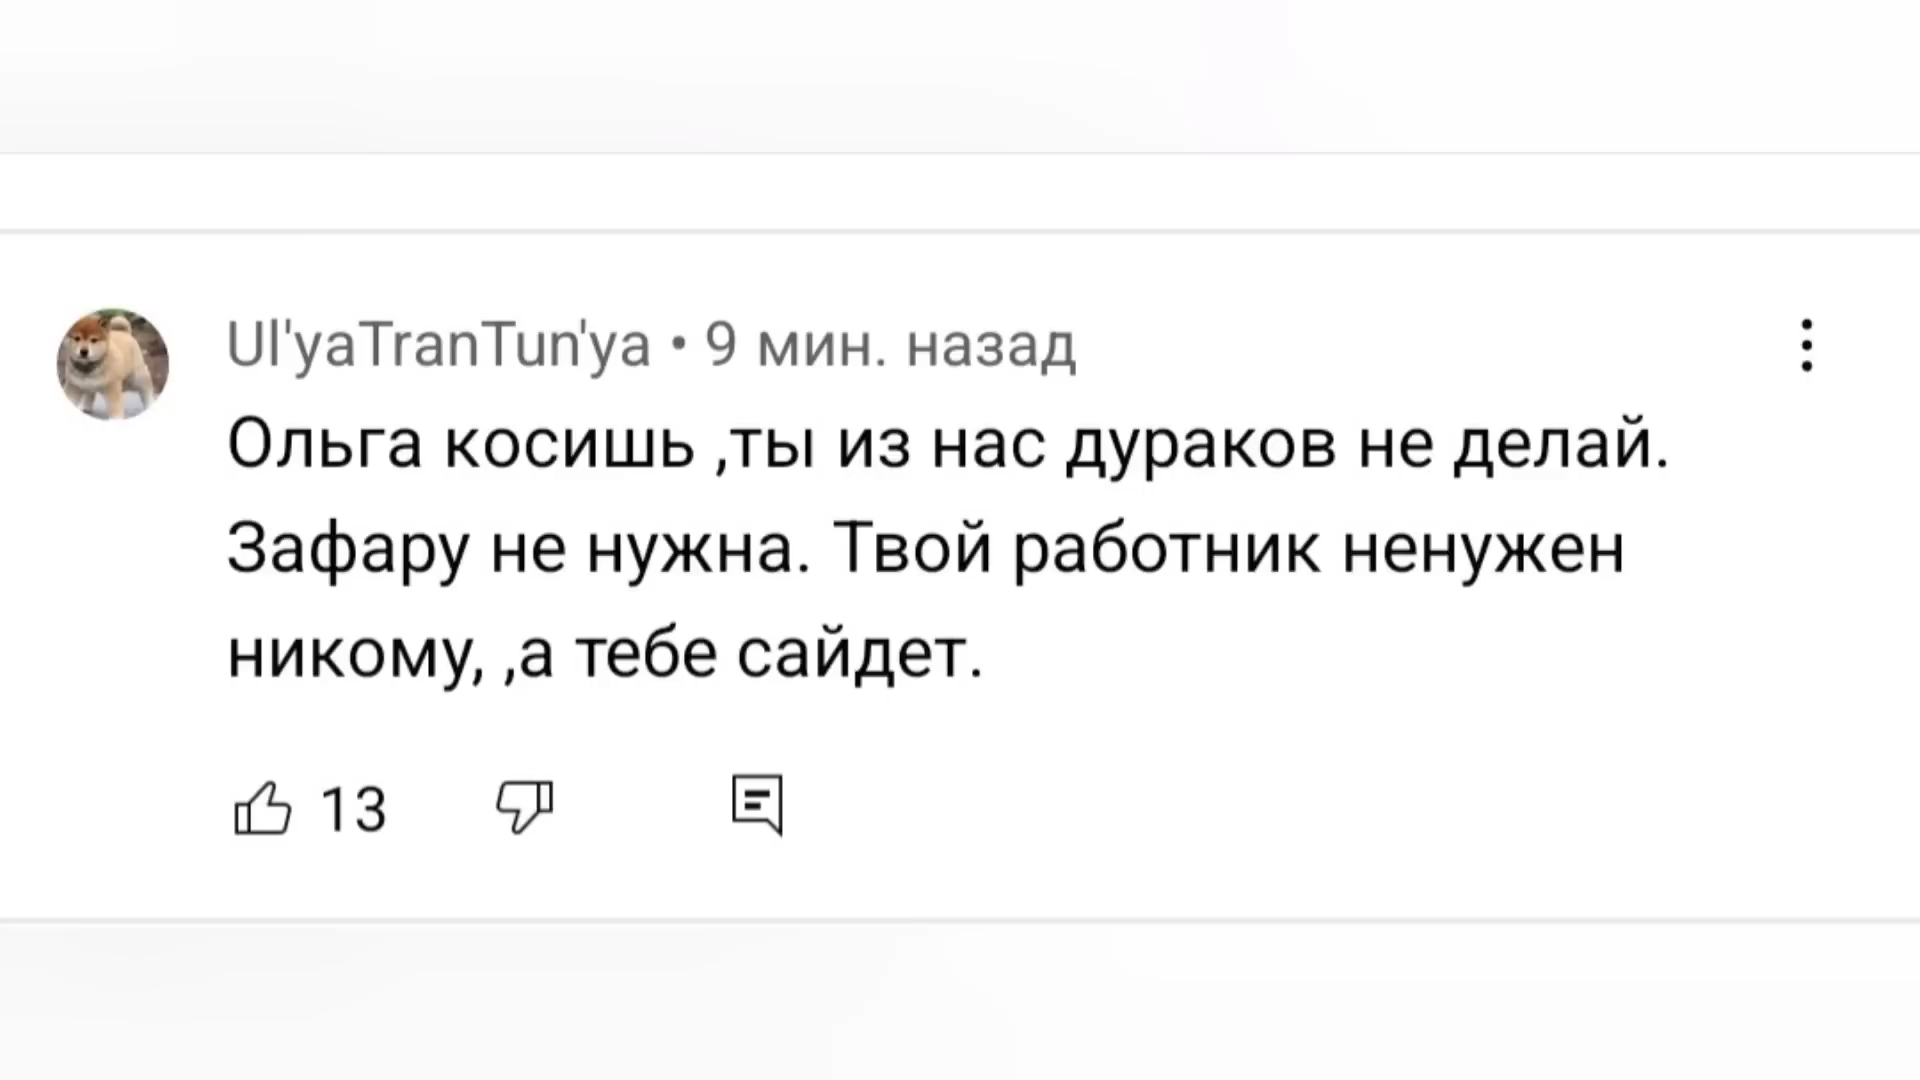 Ul'yaTranTun'ya • 9 мин. назад
Ольга косишь ,ты из нас дураков не делай.
Зафару не нужна. Твой работник ненужен
никому, ,а тебе сайдет.
13